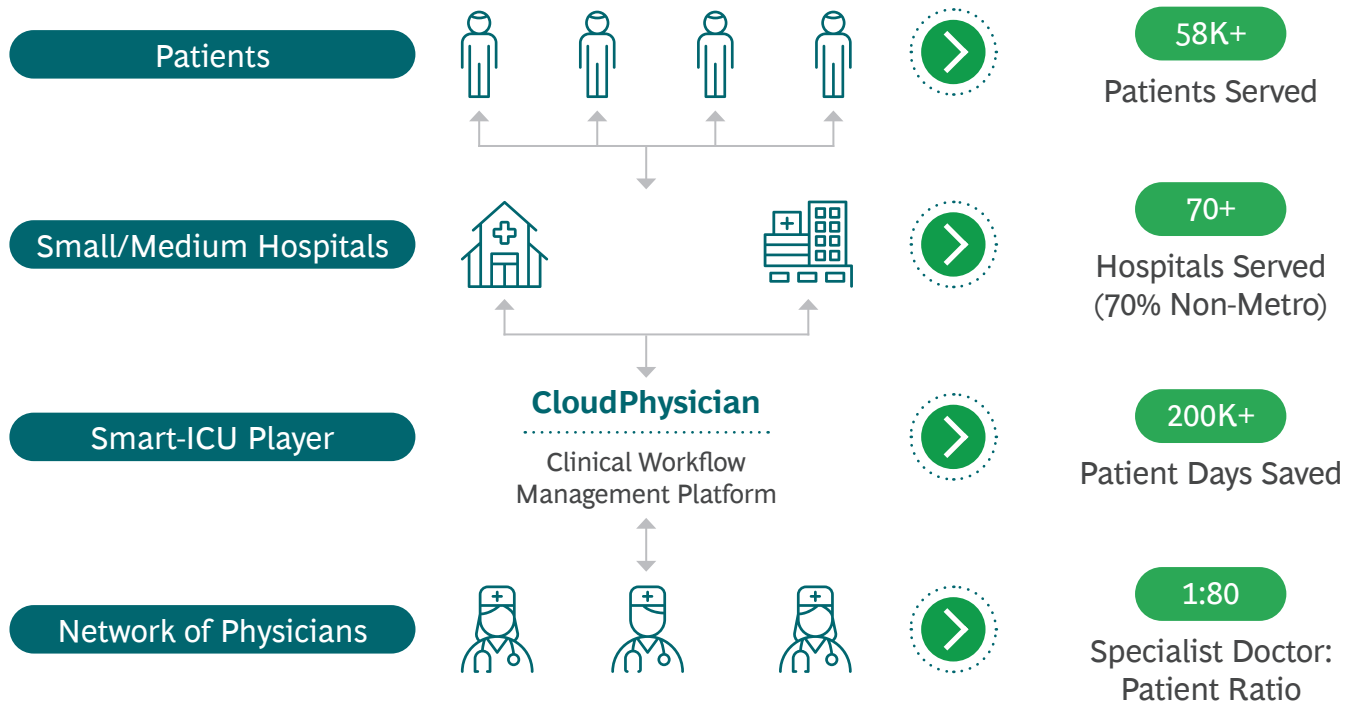 Patients
58K+
Patients Served
Small/Medium Hospitals
70+
Hospitals Served
(70% Non-Metro)
Smart-ICU Player
CloudPhysician
Clinical Workflow
Management Platform
200K+
Patient Days Saved
Network of Physicians
1:80
Specialist Doctor:
Patient Ratio